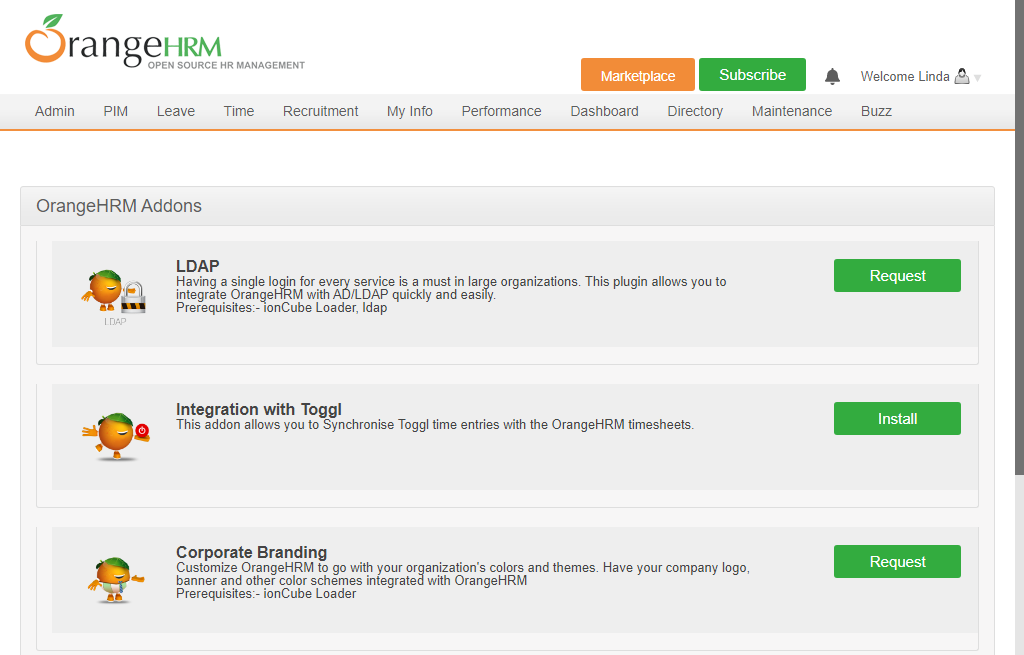 OrangeHRM
OPEN SOURCE HR MANAGEMENT
Marketplace
Subscribe
Welcome Linda
Admin PIM Leave Time Recruitment My Info Performance Dashboard Directory Maintenance Buzz
OrangeHRM Addons
LDAP
Having a single login for every service is a must in large organizations. This plugin allows you to
integrate OrangeHRM with AD/LDAP quickly and easily.
Prerequisites:- ionCube Loader, ldap
Request
LDAP
Integration with Toggl
This addon allows you to Synchronise Toggl time entries with the OrangeHRM timesheets.
Install
Corporate Branding
Customize OrangeHRM to go with your organization's colors and themes. Have your company logo,
banner and other color schemes integrated with OrangeHRM
Prerequisites:- ionCube Loader
Request